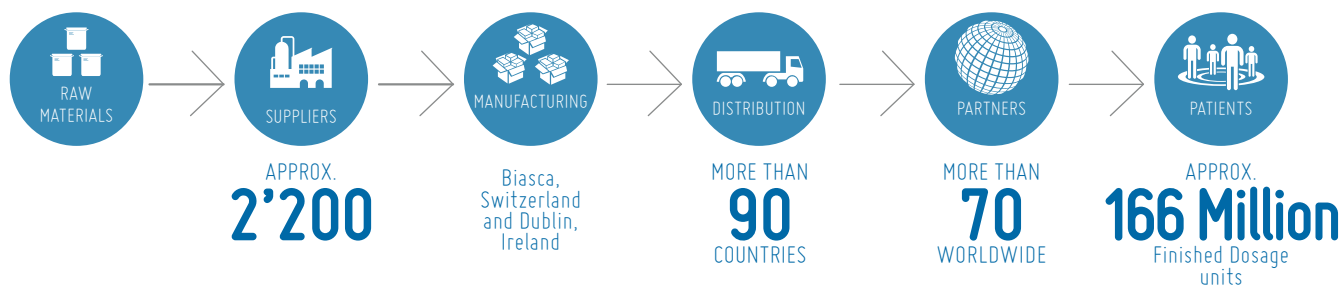 RAW
MATERIALS
SUPPLIERS
APPROX.
2’200
MANUFACTURING
Biasca,
Switzerland
and Dublin,
Ireland
DISTRIBUTION
MORE THAN
90
COUNTRIES
PARTNERS
MORE THAN
70
WORLDWIDE
PATIENTS
APPROX.
166 Million
Finished Dosage
units